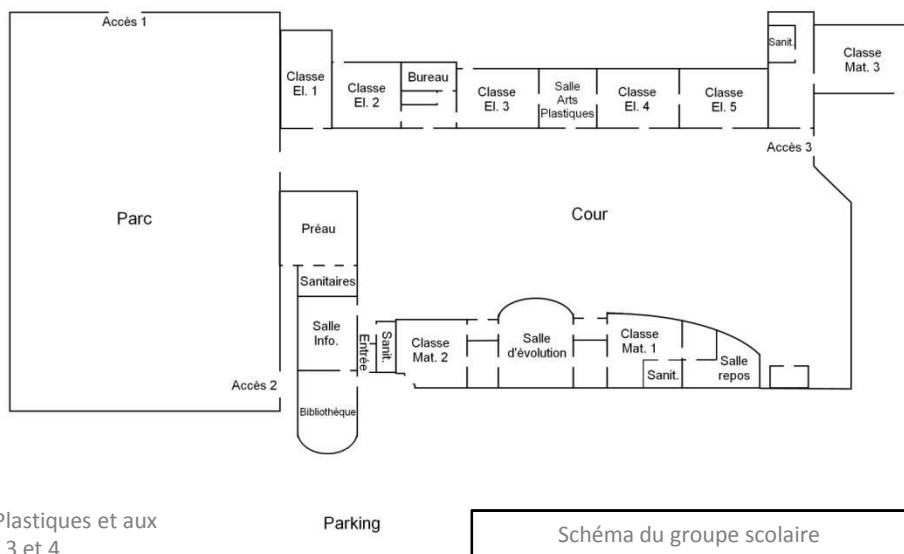 Accès 1
Classe
El. 1
Classe
El. 2
Bureau
Classe
El. 3
Salle
Arts
Plastiques
Classe
El. 4
Classe
El. 5
Sanit.
Classe
Mat. 3
Accès 3
Parc
Cour
Préau
Sanitaires
Salle
Info.
Entrée
Sanit.
Classe
Mat. 2
Salle
d'évolution
Classe
Mat. 1
Sanit.
Salle
repos
Accès 2
Bibliothèque
Plastiques et aux
3 et 4
Parking
Schéma du groupe scolaire